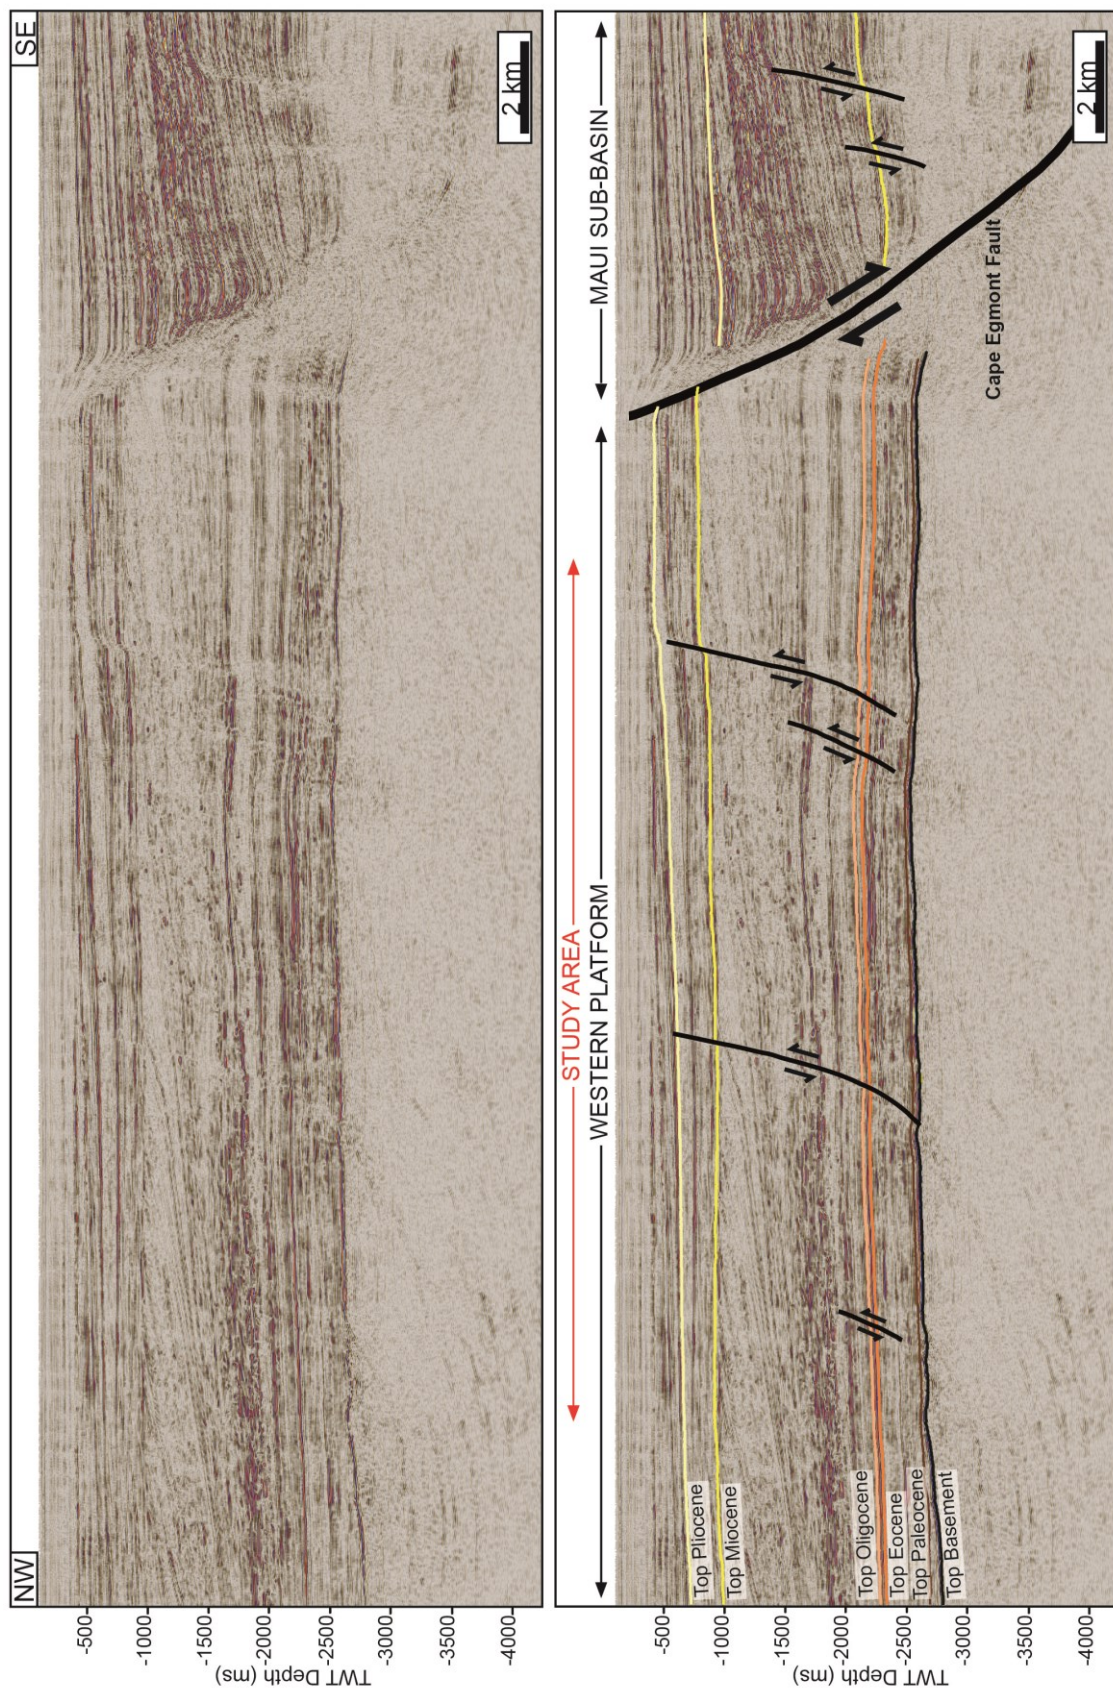 NW
SE
-500
-1000
-1500
-2000
-2500
-3000
-3500
-4000
TWT Depth (ms)
2 km
STUDY AREA
WESTERN PLATFORM
MAUI SUB-BASIN
-500
-1000
-1500
-2000
-2500
-3000
-3500
-4000
TWT Depth (ms)
Top Pliocene
Top Miocene
Top Oligocene
Top Eocene
Top Paleocene
Top Basement
Cape Egmont Fault
2 km